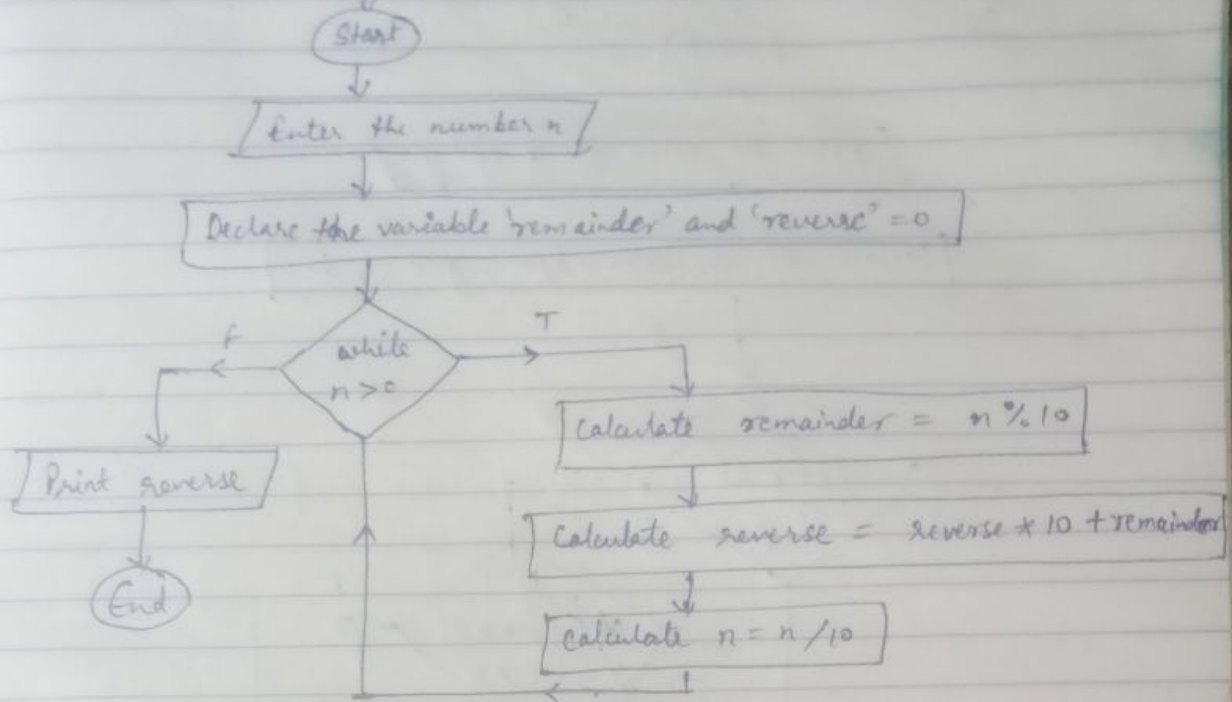 Start
Enter the number n
Declare the variable 'remainder' and 'reverse' = 0.
F
T
while
n>0
Calculate remainder = n % 10
Print reverse
Calculate reverse = reverse * 10 + remainder
End
Calculate n = n /10